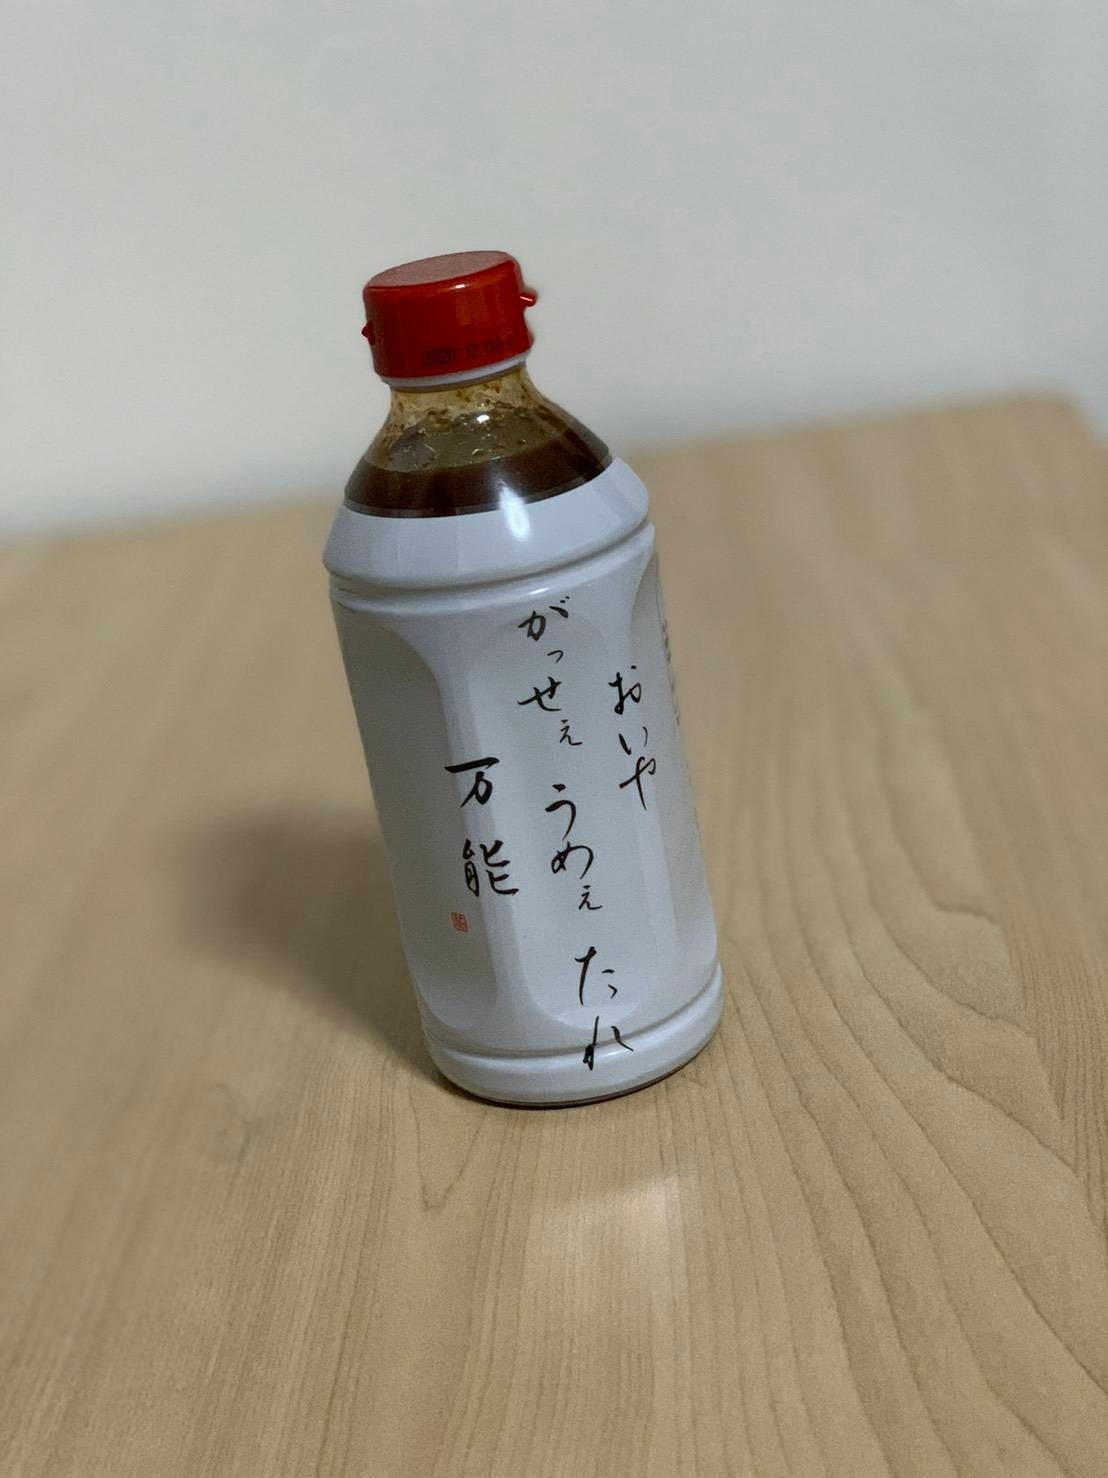 おいや
がっせぇ うめぇ たれ
万能